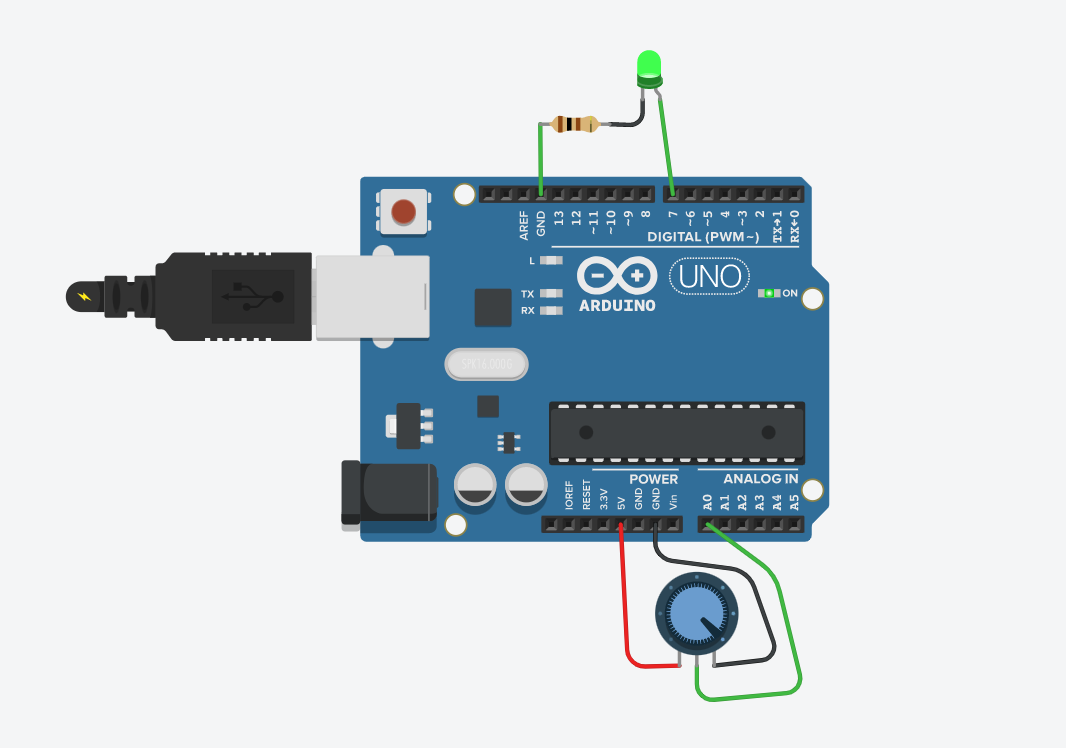 AREF
GND
13
12
~11
~10
~9
8
7
~6
~5
4
~3
2
TX→1
RX←0
DIGITAL (PWM~)
L
TX
RX
UNO
ARDUINO
ON
SPK16.000G
POWER
ANALOG IN
IOREF
RESET
3.3V
5V
GND
GND
Vin
A0
A1
A2
A3
A4
A5